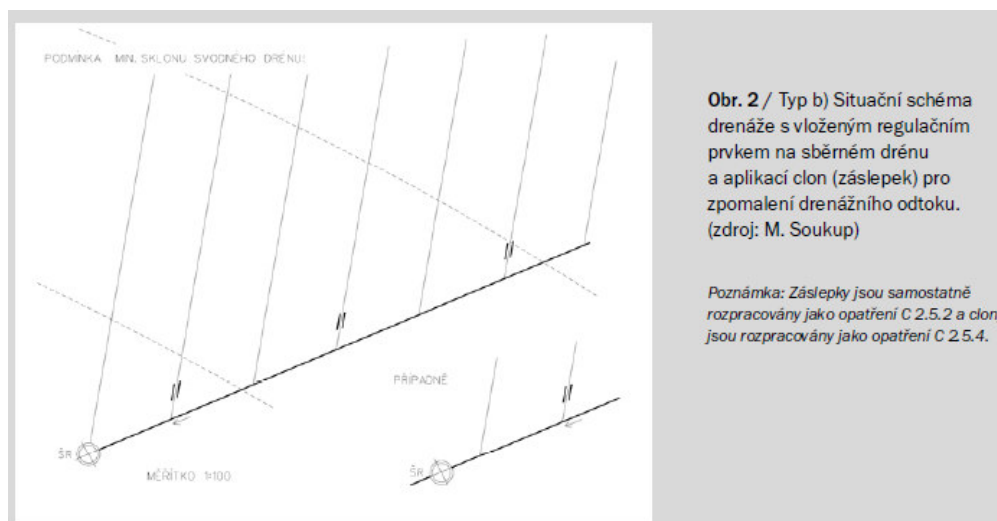 PODMÍNKA MIN. SKLONU SVODNÉHO DRÉNU:
PŘÍPADNĚ
ŠR
ŠR
MĚŘÍTKO 1=100
Obr. 2 / Typ b) Situační schéma
drenáže s vloženým regulačním
prvkem na sběrném drénu
a aplikací clon (záslepek) pro
zpomalení drenážního odtoku.
(zdroj: M. Soukup)
Poznámka: Záslepky jsou samostatně
rozpracovány jako opatření C 2.5.2 a clon
jsou rozpracovány jako opatření C 2.5.4.